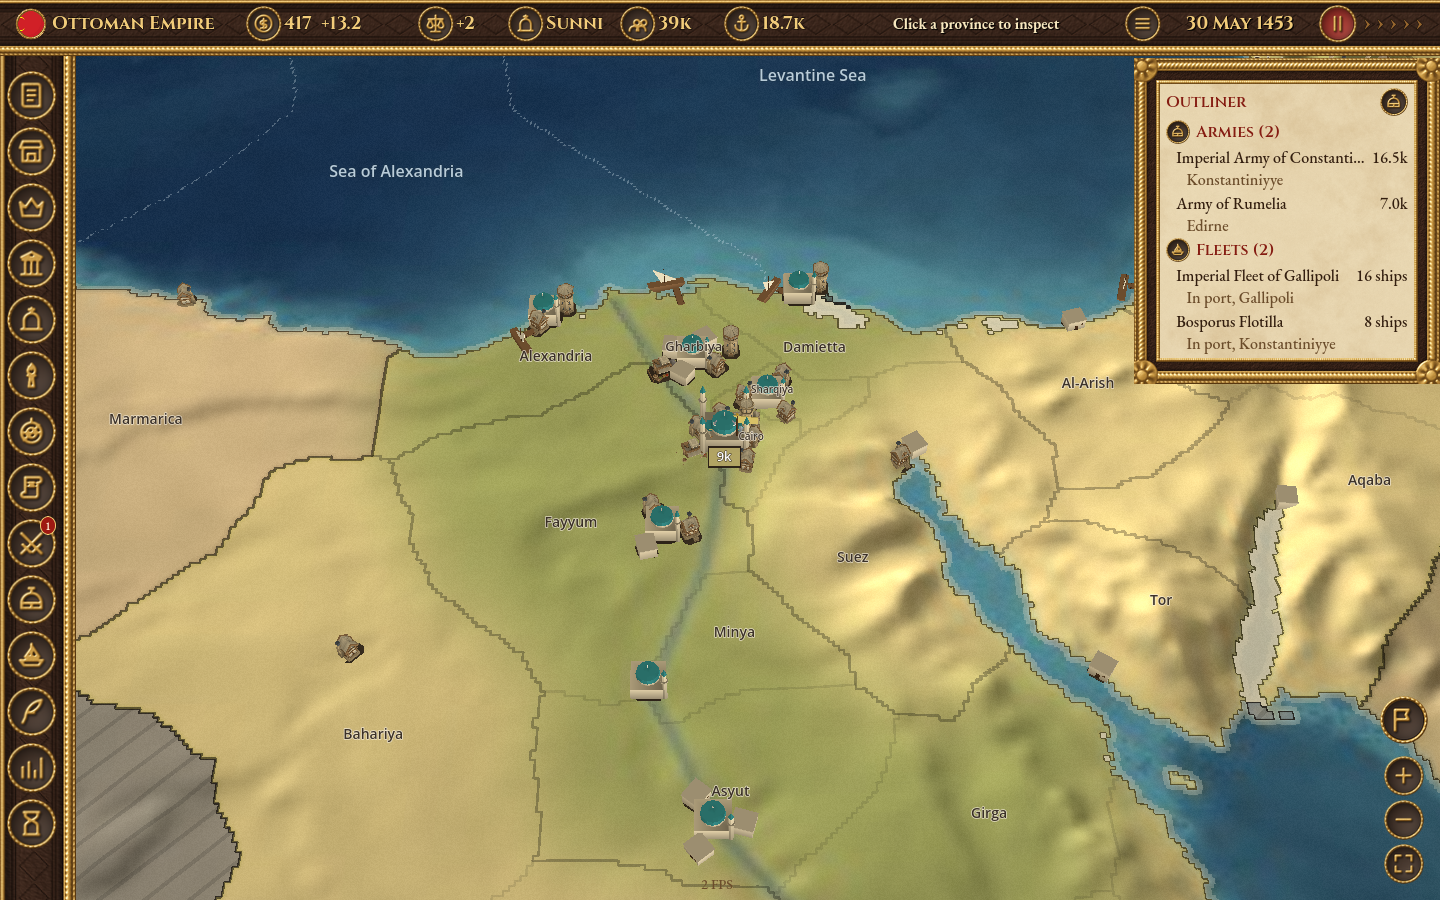 OTTOMAN EMPIRE 417 +13.2 +2 SUNNI 39K 18.7K Click a province to inspect 30 MAY 1453
Levantine Sea
Sea of Alexandria
OUTLINER
ARMIES (2)
Imperial Army of Constanti... 16.5k
Konstantiniyye
Army of Rumelia 7.0k
Edirne
FLEETS (2)
Imperial Fleet of Gallipoli 16 ships
In port, Gallipoli
Bosporus Flotilla 8 ships
In port, Konstantiniyye
Gharbiya
Damietta
Alexandria
Al-Arish
Sharqiya
Marmarica
Cairo
9k
Aqaba
Fayyum
1
Suez
Tor
Minya
Bahariya
Asyut
Girga
2 FPS